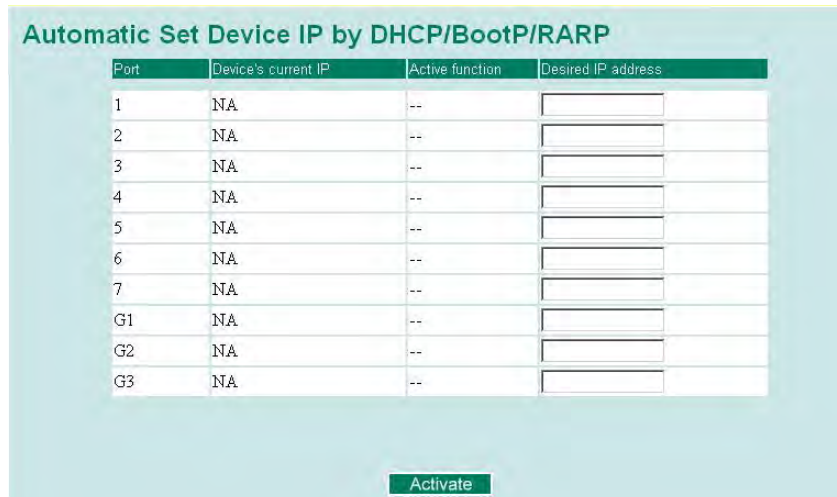 Automatic Set Device IP by DHCP/BootP/RARP
Port Device's current IP Active function Desired IP address
1 NA --
2 NA --
3 NA --
4 NA --
5 NA --
6 NA --
7 NA --
G1 NA --
G2 NA --
G3 NA --
Activate